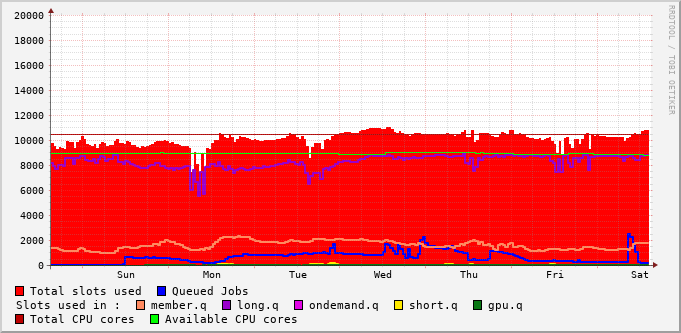 20000
18000
16000
14000
12000
10000
8000
6000
4000
2000
0
Sun Mon Tue Wed Thu Fri Sat
Total slots used Queued Jobs
Slots used in : member.q long.q ondemand.q short.q gpu.q
Total CPU cores Available CPU cores
RRDTOOL / TOBI OETIKER